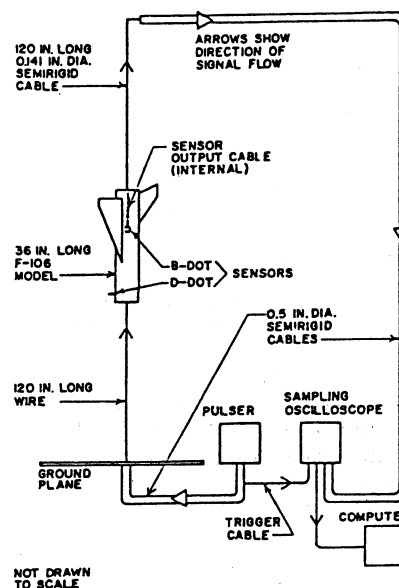 120 IN. LONG
0.141 IN. DIA.
SEMIRIGID
CABLE
ARROWS SHOW
DIRECTION OF
SIGNAL FLOW
SENSOR
OUTPUT CABLE
(INTERNAL)
36 IN. LONG
F-106
MODEL
B-DOT
D-DOT
SENSORS
0.5 IN. DIA.
SEMIRIGID
CABLES
120 IN. LONG
WIRE
PULSER
SAMPLING
OSCILLOSCOPE
GROUND
PLANE
TRIGGER
CABLE
COMPUTE
NOT DRAWN
TO SCALE